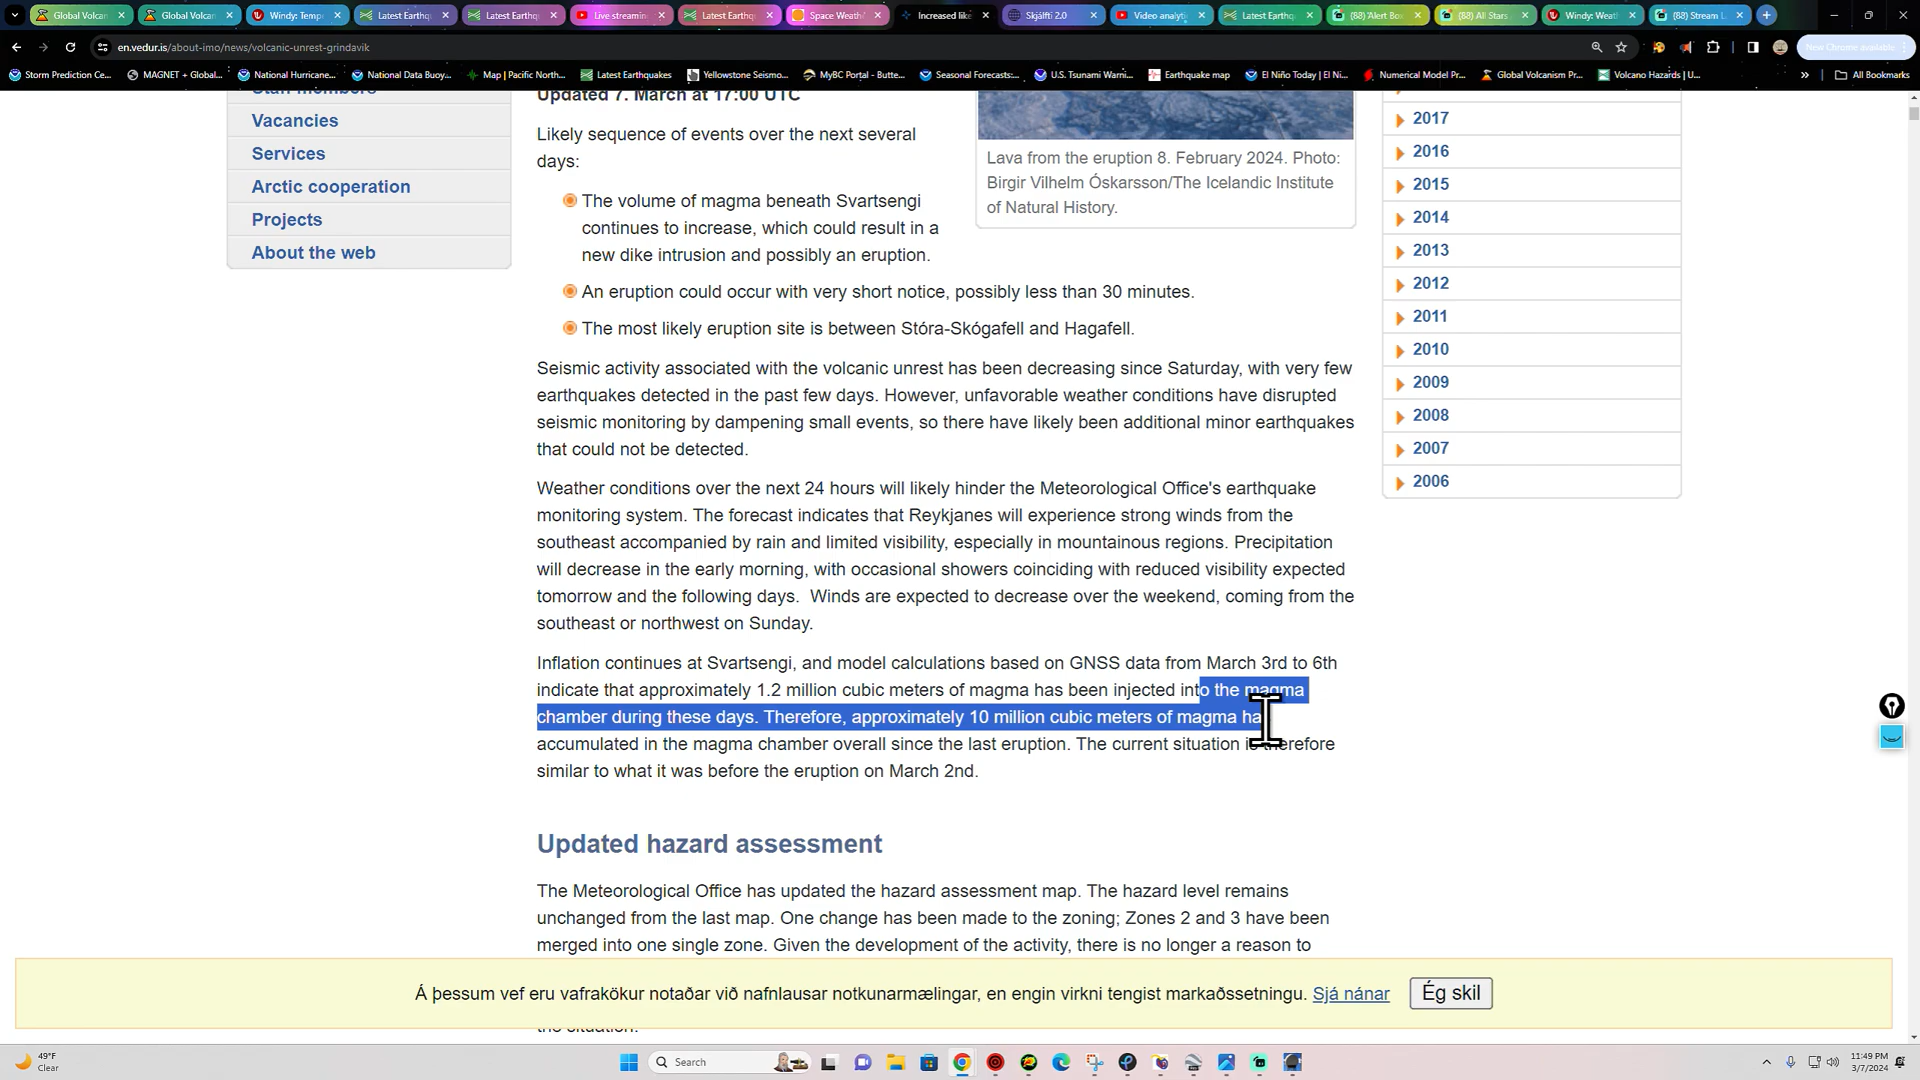 Global Volcan
Global Volcan
Windy: Temp
Latest Earthq
Latest Earthq
Live streamin
Latest Earthq
Space Weath
Increased lik
Skjálfti 2.0
Video analyti
Latest Earthq
(88) 'Alert Bo
(88) All Stars
Windy: Weat
(88) Stream L
en.vedur.is/about-imo/news/volcanic-unrest-grindavik
New Chrome available
Storm Prediction Ce...
MAGNET + Global...
National Hurricane...
National Data Buoy...
Map | Pacific North...
Latest Earthquakes
Yellowstone Seismo...
MyBC Portal - Butte...
Seasonal Forecasts:...
U.S. Tsunami Warni...
Earthquake map
El Niño Today | El Ni...
Numerical Model Pr...
Global Volcanism Pr...
Volcano Hazards | U...
All Bookmarks
Staff members
Vacancies
Services
Arctic cooperation
Projects
About the web
Updated 7. March at 17:00 UTC
Likely sequence of events over the next several
days:
The volume of magma beneath Svartsengi
continues to increase, which could result in a
new dike intrusion and possibly an eruption.
An eruption could occur with very short notice, possibly less than 30 minutes.
The most likely eruption site is between Stóra-Skógafell and Hagafell.
Lava from the eruption 8. February 2024. Photo:
Birgir Vilhelm Óskarsson/The Icelandic Institute
of Natural History.
Seismic activity associated with the volcanic unrest has been decreasing since Saturday, with very few
earthquakes detected in the past few days. However, unfavorable weather conditions have disrupted
seismic monitoring by dampening small events, so there have likely been additional minor earthquakes
that could not be detected.
Weather conditions over the next 24 hours will likely hinder the Meteorological Office's earthquake
monitoring system. The forecast indicates that Reykjanes will experience strong winds from the
southeast accompanied by rain and limited visibility, especially in mountainous regions. Precipitation
will decrease in the early morning, with occasional showers coinciding with reduced visibility expected
tomorrow and the following days.  Winds are expected to decrease over the weekend, coming from the
southeast or northwest on Sunday.
Inflation continues at Svartsengi, and model calculations based on GNSS data from March 3rd to 6th
indicate that approximately 1.2 million cubic meters of magma has been injected into the magma
chamber during these days. Therefore, approximately 10 million cubic meters of magma ha
accumulated in the magma chamber overall since the last eruption. The current situation is therefore
similar to what it was before the eruption on March 2nd.
Updated hazard assessment
The Meteorological Office has updated the hazard assessment map. The hazard level remains
unchanged from the last map. One change has been made to the zoning; Zones 2 and 3 have been
merged into one single zone. Given the development of the activity, there is no longer a reason to
the situation.
2017
2016
2015
2014
2013
2012
2011
2010
2009
2008
2007
2006
Á þessum vef eru vafrakökur notaðar við nafnlausar notkunarmælingar, en engin virkni tengist markaðssetningu. Sjá nánar
Ég skil
49°F
Clear
Search
11:49 PM
3/7/2024